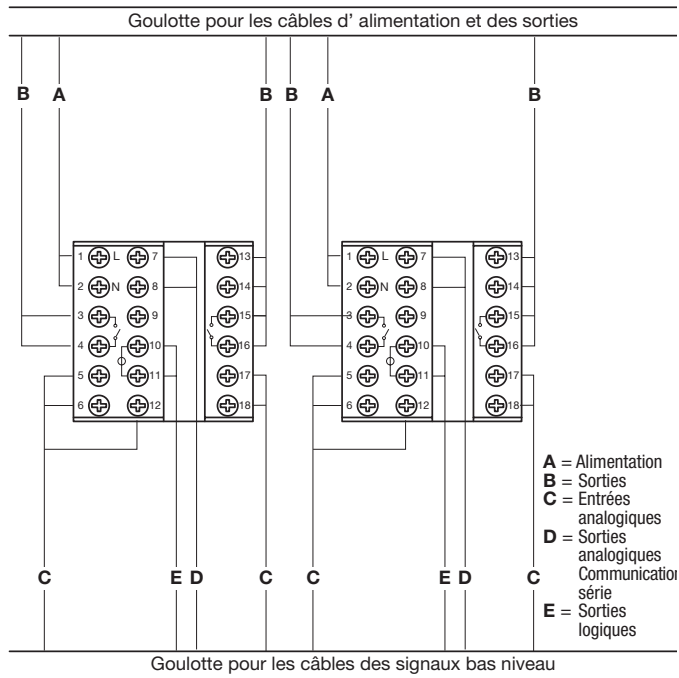 Goulotte pour les câbles d' alimentation et des sorties
B A B B A B
1 L 7 13 1 L 7 13
2 N 8 14 2 N 8 14
3 9 15 3 9 15
4 10 16 4 10 16
5 11 17 5 11 17
6 12 18 6 12 18
C E D C C E D C
A = Alimentation
B = Sorties
C = Entrées
analogiques
D = Sorties
analogiques
Communication
série
E = Sorties
logiques
Goulotte pour les câbles des signaux bas niveau